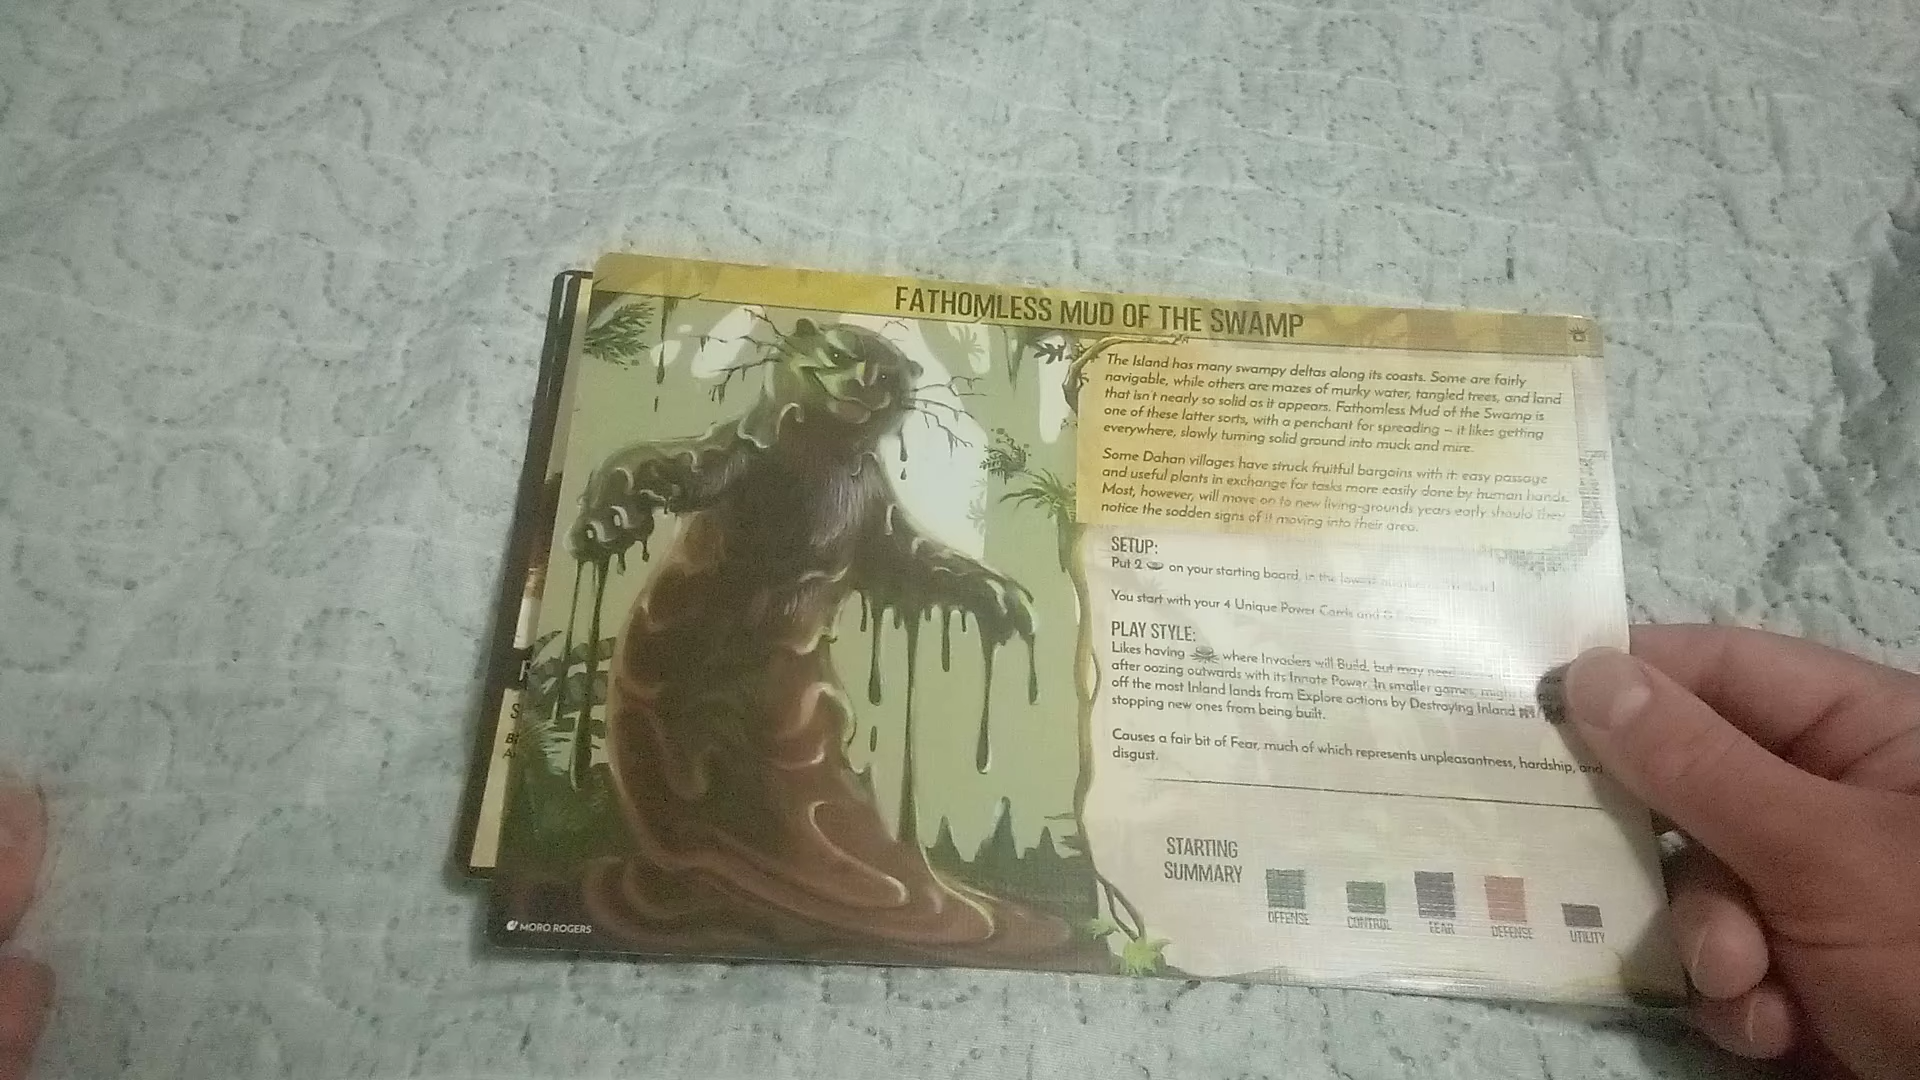 FATHOMLESS MUD OF THE SWAMP
The Island has many swampy deltas along its coasts. Some are fairly
navigable, while others are mazes of murky water, tangled trees, and land
that isn't nearly so solid as it appears. Fathomless Mud of the Swamp is
one of these latter sorts, with a penchant for spreading – it likes getting
everywhere, slowly turning solid ground into muck and mire.
Some Dahan villages have struck fruitful bargains with it: easy passage
and useful plants in exchange for tasks more easily done by human hands.
Most, however, will move on to new living-grounds years early should they
notice the sodden signs of it moving into their area.
SETUP:
Put 2 on your starting board, in the lowest
You start with your 4 Unique Power Cards and
PLAY STYLE:
Likes having where Invaders will Build, but may need
after oozing outwards with its Innate Power. In smaller games, might
off the most Inland lands from Explore actions by Destroying Inland
stopping new ones from being built.
Causes a fair bit of Fear, much of which represents unpleasantness, hardship, and
disgust.
STARTING
SUMMARY
OFFENSE CONTROL FEAR DEFENSE UTILITY
MORO ROGERS